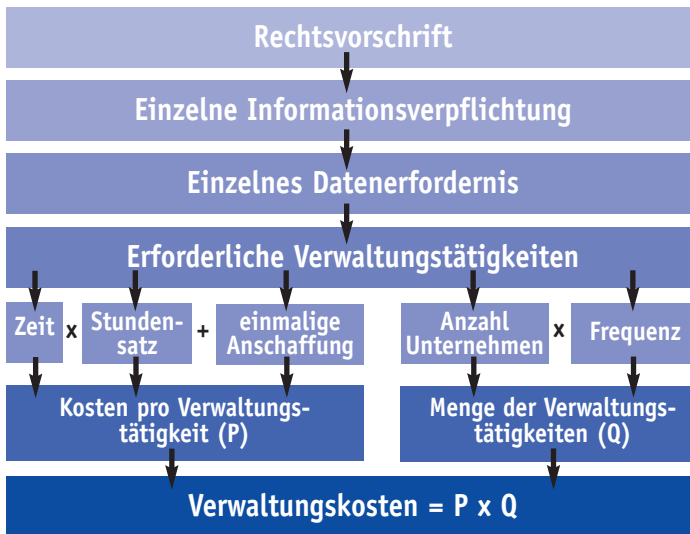 Rechtsvorschrift
Einzelne Informationsverpflichtung
Einzelnes Datenerfordernis
Erforderliche Verwaltungstätigkeiten
Zeit x Stunden-
satz + einmalige
Anschaffung
Anzahl
Unternehmen x Frequenz
Kosten pro Verwaltungs-
tätigkeit (P)
Menge der Verwaltungs-
tätigkeiten (Q)
Verwaltungskosten = P x Q